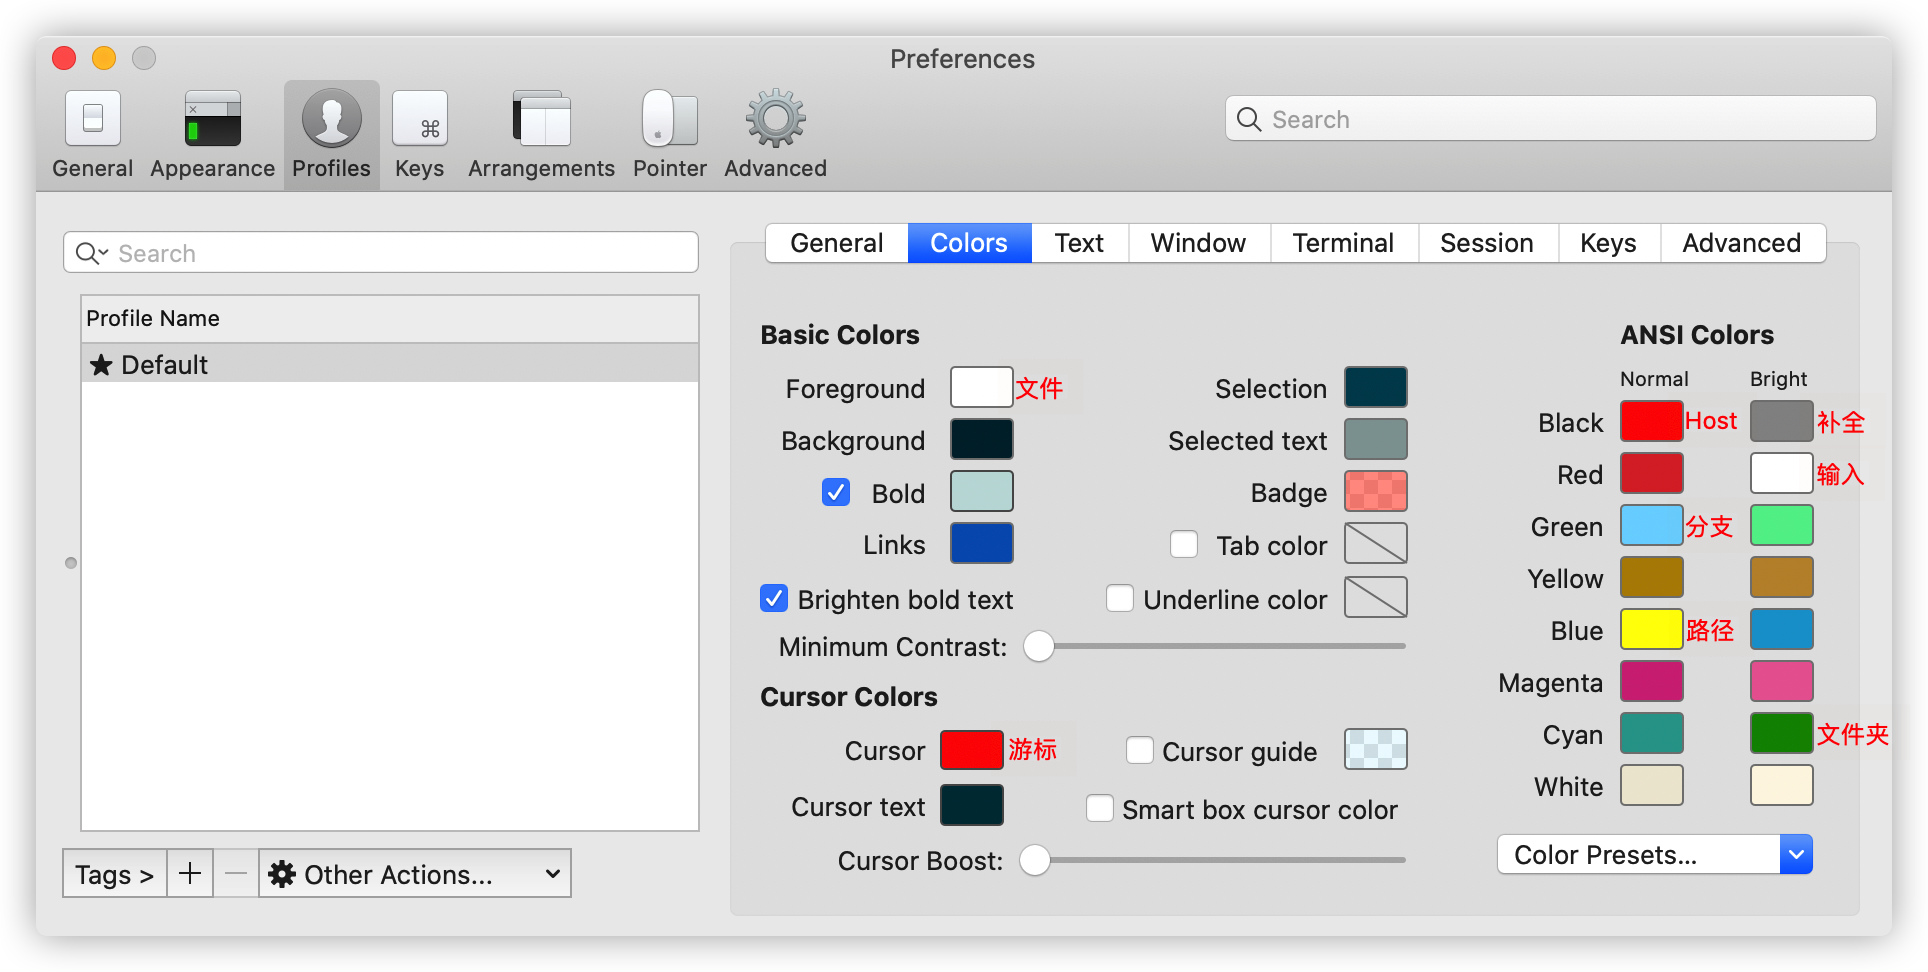 Preferences
General
Appearance
Profiles
Keys
Arrangements
Pointer
Advanced
Search
Search
Profile Name
Default
Tags >
Other Actions...
General
Colors
Text
Window
Terminal
Session
Keys
Advanced
Basic Colors
Foreground 文件
Background
Bold
Links
Brighten bold text
Selection
Selected text
Badge
Tab color
Underline color
Minimum Contrast:
Cursor Colors
Cursor 游标
Cursor text
Cursor guide
Smart box cursor color
Cursor Boost:
ANSI Colors
Normal Bright
Black Host 补全
Red 输入
Green 分支
Yellow
Blue 路径
Magenta
Cyan 文件夹
White
Color Presets...